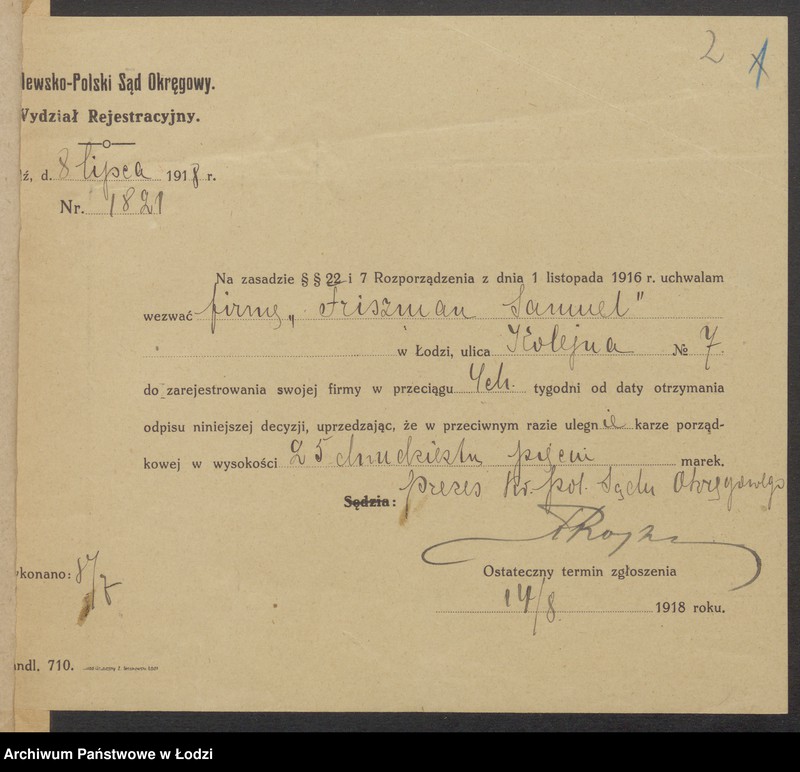 2 1
lewsko-Polski Sąd Okręgowy.
Wydział Rejestracyjny.
dź, d. 8 lipca 1918 r.
Nr. 1821
Na zasadzie § § 22 i 7 Rozporządzenia z dnia 1 listopada 1916 r. uchwalam
wezwać firmę „Friszman Samuel"
w Łodzi, ulica Kolejna № 7
do zarejestrowania swojej firmy w przeciągu 4ch. tygodni od daty otrzymania
odpisu niniejszej decyzji, uprzedzając, że w przeciwnym razie ulegnie karze porząd-
kowej w wysokości 25 dwudziestu pięciu marek.
Prezes Kr. pol. Sądu Okręgowego
Sędzia:
Ostateczny termin zgłoszenia
ykonano: 8/7
14/8 1918 roku.
andl. 710.
Archiwum Państwowe w Łodzi